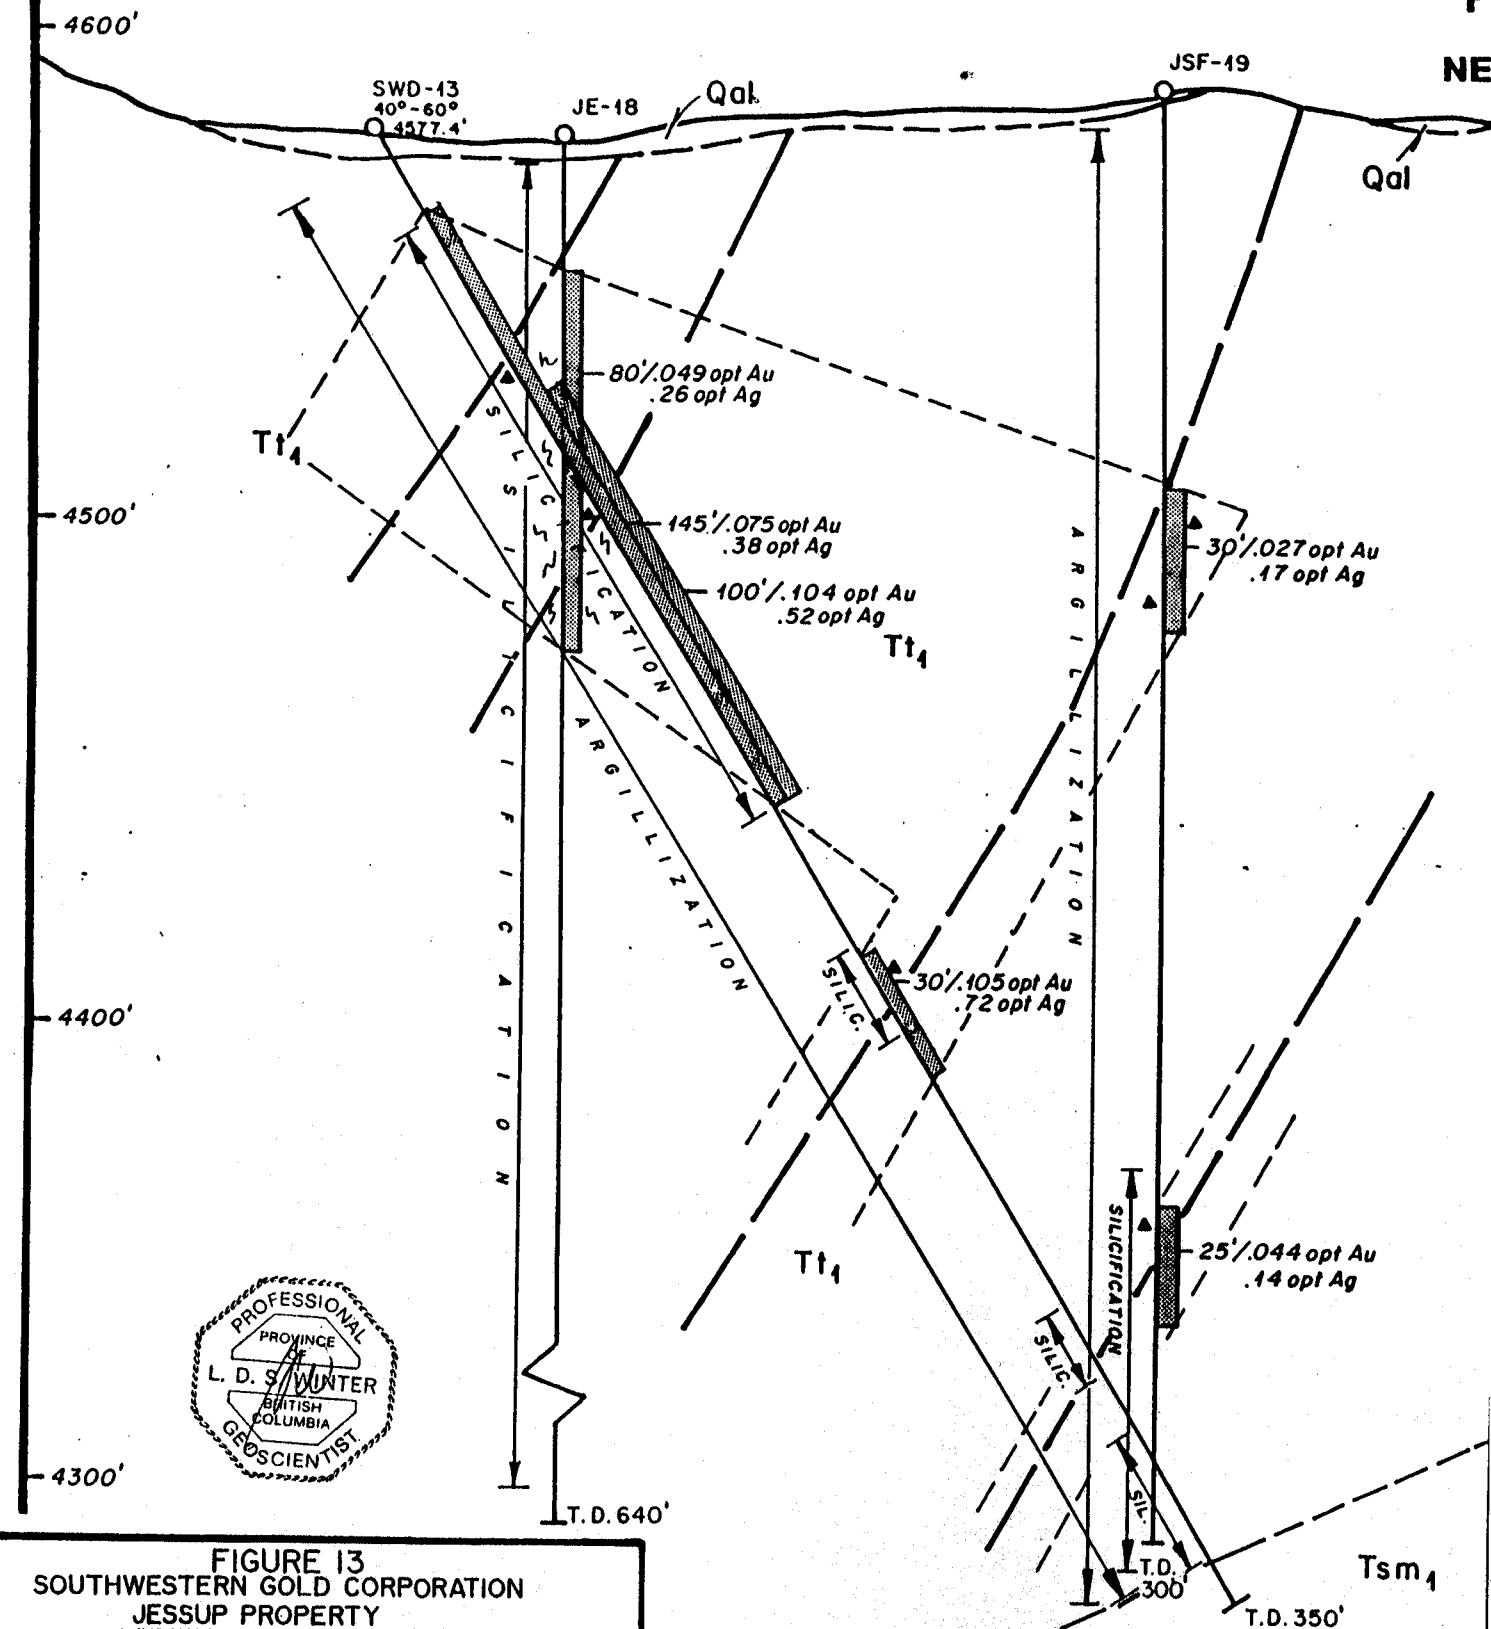 4600'
NE
JSF-19
SWD-13
40°-60°
4577.4'
JE-18
Qal
Qal
80'/.049 opt Au
.26 opt Ag
Tt1
4500'
145'/.075 opt Au
.38 opt Ag
30'/.027 opt Au
.17 opt Ag
100'/.104 opt Au
.52 opt Ag
Tt1
SILICIFICATION
SILICIFICATION
ARGILLIZATION
ARGILLIZATION
30'/.105 opt Au
.72 opt Ag
SILIC.
4400'
SILICIFICATION
25'/.044 opt Au
.14 opt Ag
Tt1
SILIC.
PROFESSIONAL
PROVINCE
OF
L. D. S. WINTER
BRITISH
COLUMBIA
GEOSCIENTIST
4300'
SIL.
T.D. 640'
T.D.
300'
Tsm1
T.D. 350'
FIGURE 13
SOUTHWESTERN GOLD CORPORATION
JESSUP PROPERTY